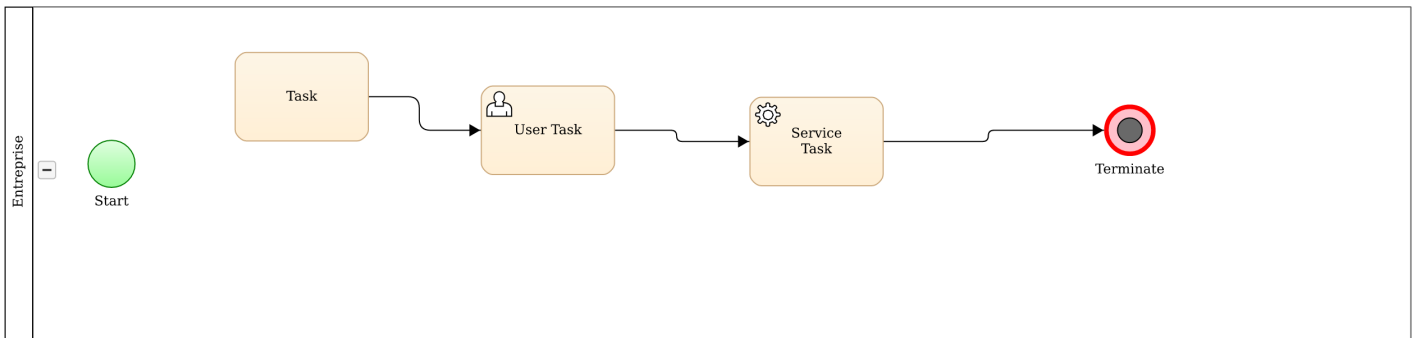 Entreprise
Start
Task
User Task
Service
Task
Terminate